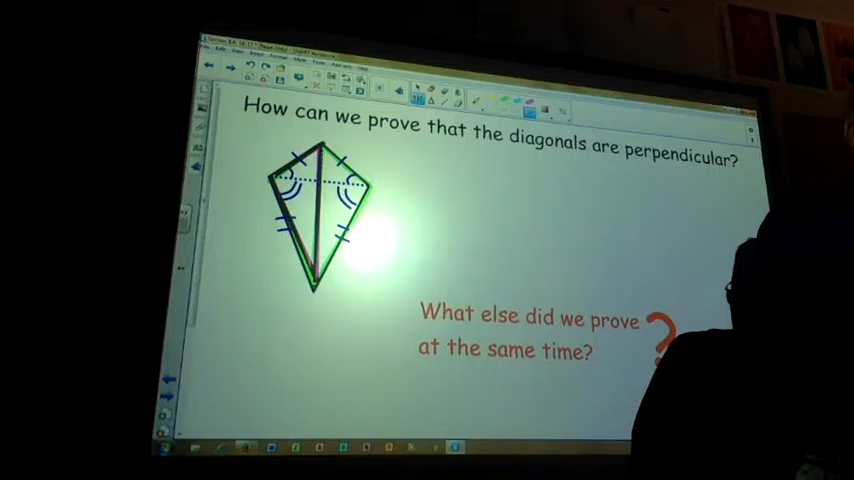 How can we prove that the diagonals are perpendicular?
What else did we prove
at the same time?
?